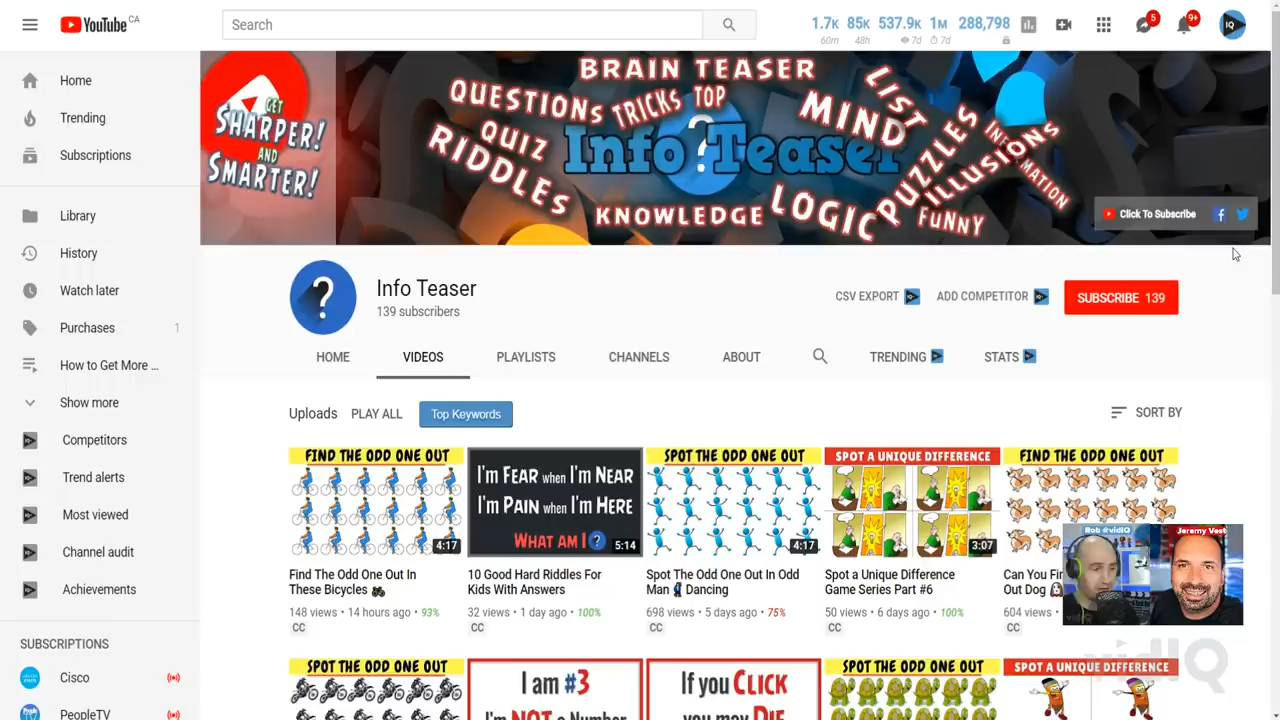 YouTube CA
Search
1.7K 85K 537.9K 1M 288,798
60m 48h 7d 7d
5
9+
IQ
Home
Trending
Subscriptions
Library
History
Watch later
Purchases 1
How to Get More ...
Show more
Competitors
Trend alerts
Most viewed
Channel audit
Achievements
SUBSCRIPTIONS
Cisco
PeopleTV
GET
SHARPER!
AND
SMARTER!
BRAIN TEASER
QUESTIONS TRICKS TOP
MIND
LIST
QUIZ
RIDDLES
Info ? Teaser
PUZZLES
ILLUSIONS
INFORMATION
KNOWLEDGE
LOGIC
FUNNY
Click To Subscribe
Info Teaser
139 subscribers
CSV EXPORT
ADD COMPETITOR
SUBSCRIBE 139
HOME
VIDEOS
PLAYLISTS
CHANNELS
ABOUT
TRENDING
STATS
Uploads
PLAY ALL
Top Keywords
SORT BY
FIND THE ODD ONE OUT
4:17
Find The Odd One Out In
These Bicycles
148 views • 14 hours ago • 93%
CC
I'm FEAR when I'm NEAR
I'm PAIN when I'm HERE
WHAT am I ?
5:14
10 Good Hard Riddles For
Kids With Answers
32 views • 1 day ago • 100%
CC
SPOT THE ODD ONE OUT
4:17
Spot The Odd One Out In Odd
Man Dancing
698 views • 5 days ago • 75%
CC
SPOT A UNIQUE DIFFERENCE
3:07
Spot a Unique Difference
Game Series Part #6
50 views • 6 days ago • 100%
CC
FIND THE ODD ONE OUT
Can You Fin
Out Dog
604 views •
CC
Rob @vidIQ
Jeremy Vest
vidIQ
SPOT THE ODD ONE OUT
I am #3
I'm NOT a Number
If you CLICK
you may DIE
SPOT THE ODD ONE OUT
SPOT A UNIQUE DIFFERENCE